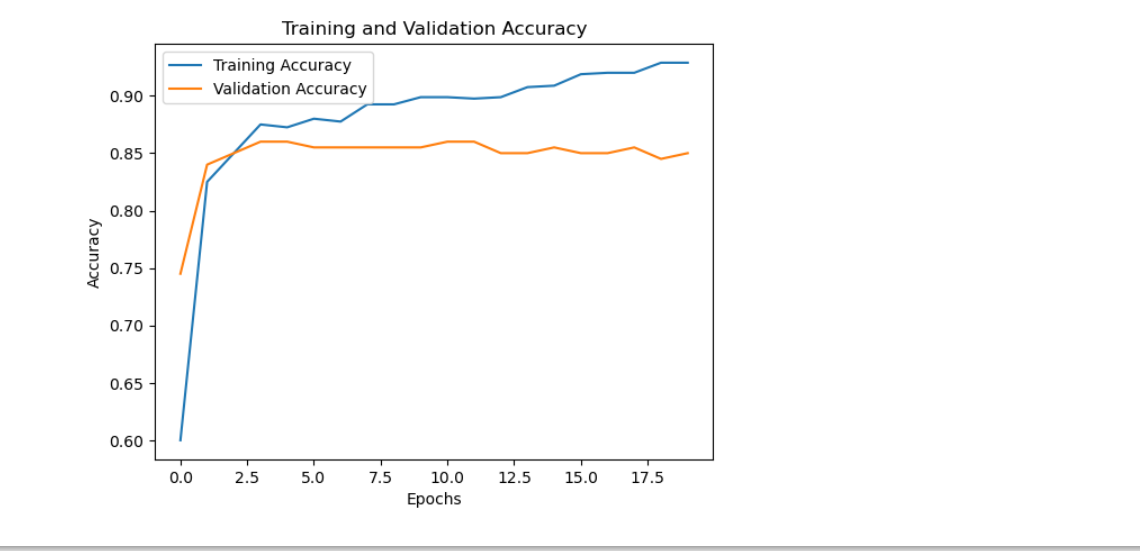 Training and Validation Accuracy
Training Accuracy
Validation Accuracy
0.90
0.85
0.80
0.75
0.70
0.65
0.60
Accuracy
0.0 2.5 5.0 7.5 10.0 12.5 15.0 17.5
Epochs